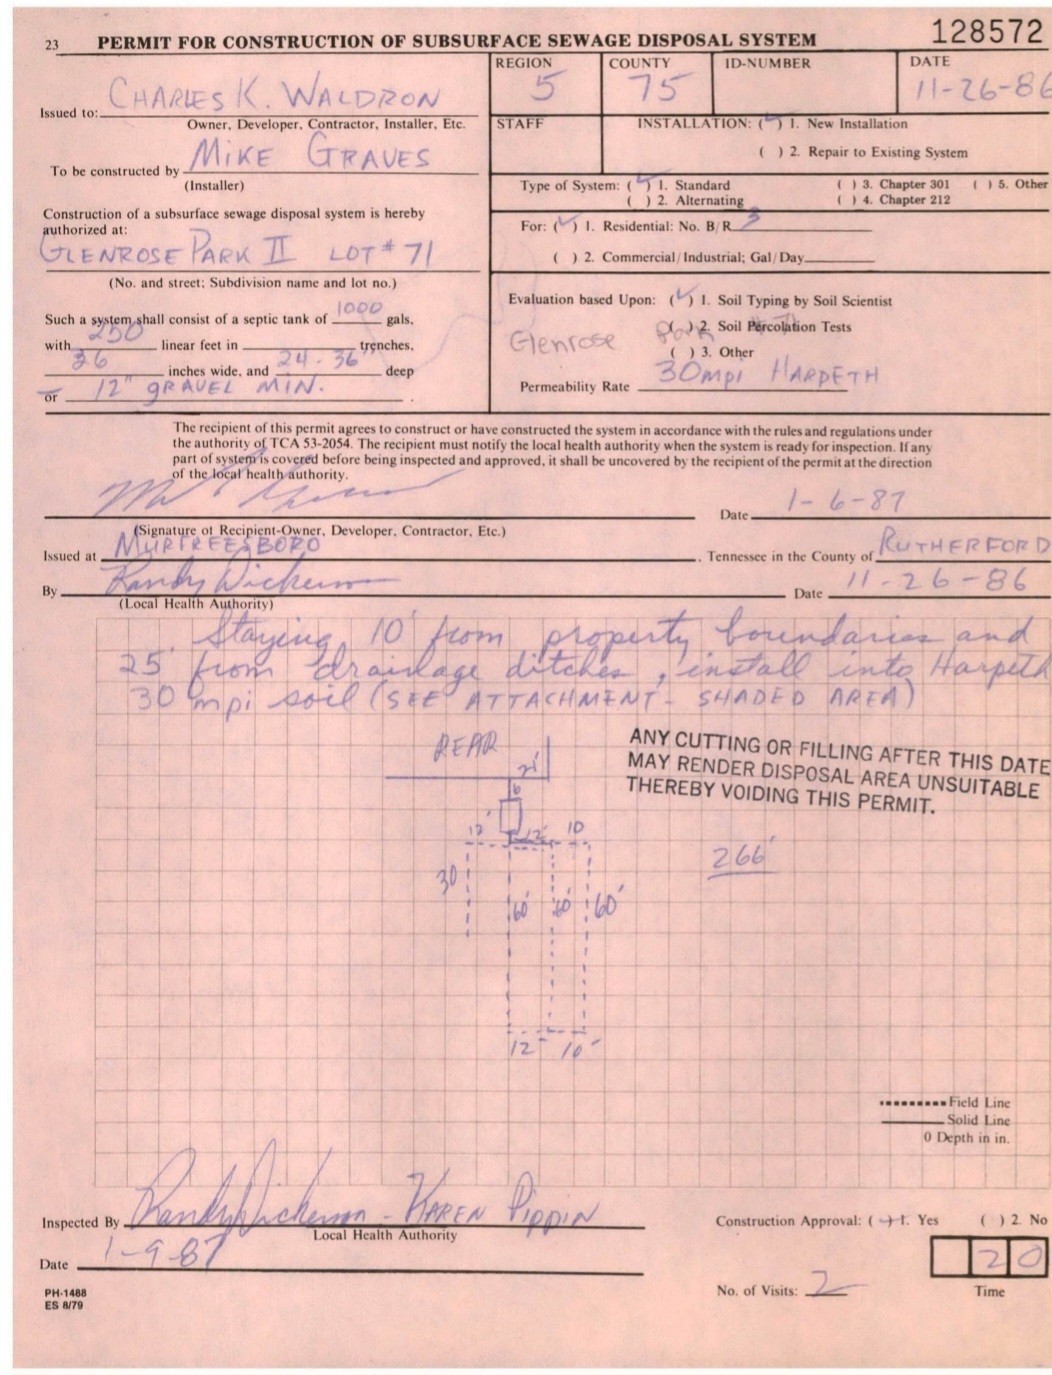 23 PERMIT FOR CONSTRUCTION OF SUBSURFACE SEWAGE DISPOSAL SYSTEM 128572
REGION COUNTY ID-NUMBER DATE
5 75 11-26-86
Issued to: CHARLES K. WALDRON
Owner, Developer, Contractor, Installer, Etc.
STAFF INSTALLATION: (✓) 1. New Installation
( ) 2. Repair to Existing System
To be constructed by MIKE GRAVES
(Installer)
Type of System: (✓) 1. Standard ( ) 3. Chapter 301 ( ) 5. Other
( ) 2. Alternating ( ) 4. Chapter 212
Construction of a subsurface sewage disposal system is hereby
authorized at:
GLENROSE PARK II LOT # 71
(No. and street; Subdivision name and lot no.)
For: (✓) 1. Residential: No. B/R 3
( ) 2. Commercial/Industrial; Gal/Day
Such a system shall consist of a septic tank of 1000 gals,
with 250 linear feet in trenches,
36 inches wide, and 24-36" deep
or 12" GRAVEL MIN.
Evaluation based Upon: (✓) 1. Soil Typing by Soil Scientist
( ) 2. Soil Percolation Tests
Glenrose Park
( ) 3. Other
Permeability Rate 30mpi HARPETH
The recipient of this permit agrees to construct or have constructed the system in accordance with the rules and regulations under
the authority of TCA 53-2054. The recipient must notify the local health authority when the system is ready for inspection. If any
part of system is covered before being inspected and approved, it shall be uncovered by the recipient of the permit at the direction
of the local health authority.
Date 1-6-87
(Signature of Recipient-Owner, Developer, Contractor, Etc.)
Issued at MURFREESBORO, Tennessee in the County of RUTHERFORD
By Randy Dickerson Date 11-26-86
(Local Health Authority)
Staying 10' from property boundaries and
25' from drainage ditches, install into Harpeth
30 mpi soil (SEE ATTACHMENT - SHADED AREA)
ANY CUTTING OR FILLING AFTER THIS DATE
MAY RENDER DISPOSAL AREA UNSUITABLE
THEREBY VOIDING THIS PERMIT.
REAR
21'
6
12' 12' 10
266'
30
60' 60' 60'
12' 10'
Field Line
Solid Line
0 Depth in in.
Inspected By Randy Dickerson - KAREN PIPPIN
Local Health Authority
Construction Approval: (✓) 1. Yes ( ) 2. No
Date 1-9-87
20
No. of Visits: 2 Time
PH-1488
ES 8/79